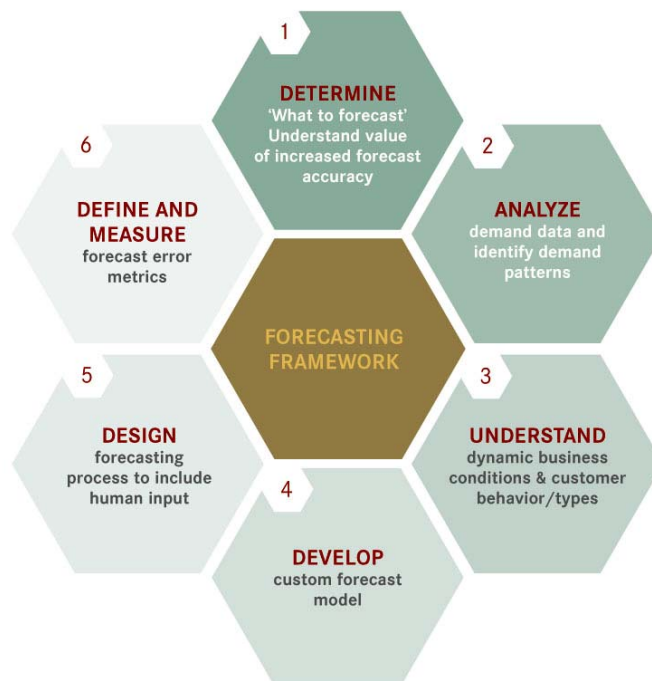 1
DETERMINE
‘What to forecast’
Understand value
of increased forecast
accuracy
2
ANALYZE
demand data and
identify demand
patterns
3
UNDERSTAND
dynamic business
conditions & customer
behavior/types
4
DEVELOP
custom forecast
model
5
DESIGN
forecasting
process to include
human input
6
DEFINE AND
MEASURE
forecast error
metrics
FORECASTING
FRAMEWORK